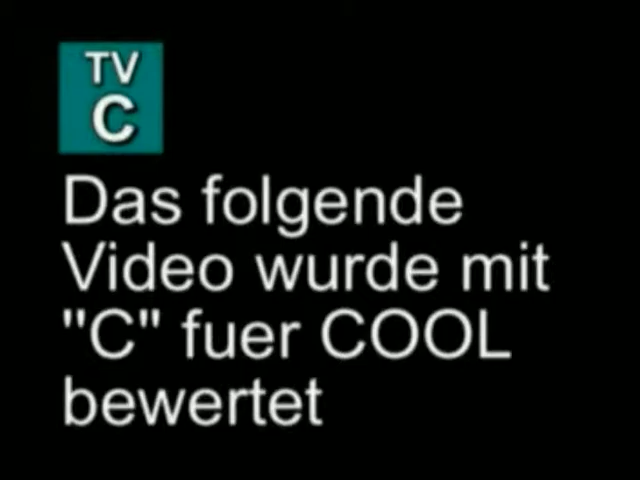 TV
C
Das folgende
Video wurde mit
"C" fuer COOL
bewertet